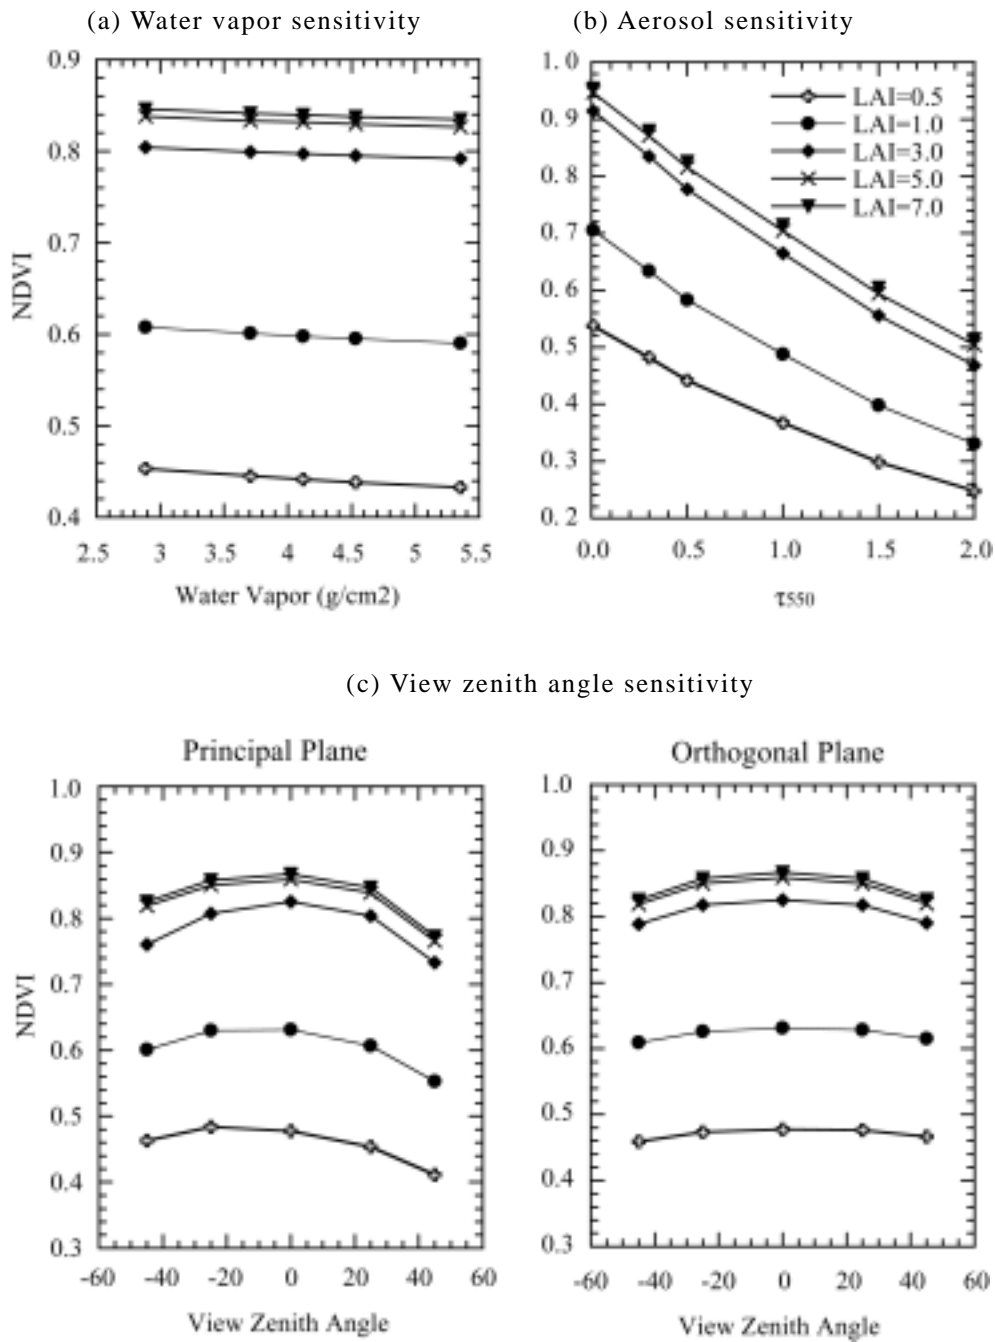 (a) Water vapor sensitivity
(b) Aerosol sensitivity
0.9
0.8
0.7
0.6
0.5
0.4
NDVI
2.5 3 3.5 4 4.5 5 5.5
Water Vapor (g/cm2)
1.0
0.9
0.8
0.7
0.6
0.5
0.4
0.3
0.2
LAI=0.5
LAI=1.0
LAI=3.0
LAI=5.0
LAI=7.0
0.0 0.5 1.0 1.5 2.0
τ550
(c) View zenith angle sensitivity
Principal Plane
1.0
0.9
0.8
0.7
0.6
0.5
0.4
0.3
NDVI
-60 -40 -20 0 20 40 60
View Zenith Angle
Orthogonal Plane
1.0
0.9
0.8
0.7
0.6
0.5
0.4
0.3
-60 -40 -20 0 20 40 60
View Zenith Angle